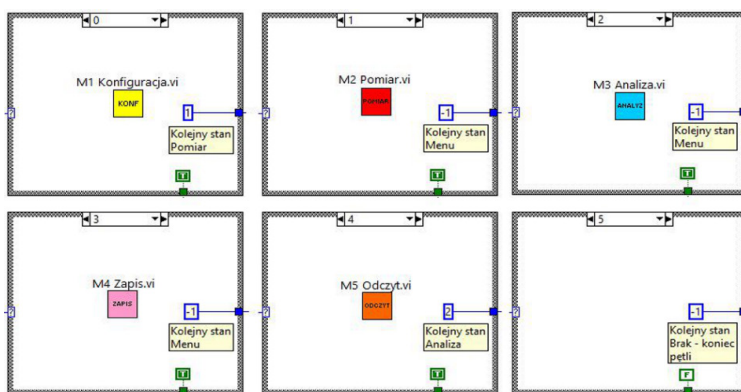 0
M1 Konfiguracja.vi
KONF
1
Kolejny stan
Pomiar
T
1
M2 Pomiar.vi
POMIAR
-1
Kolejny stan
Menu
T
2
M3 Analiza.vi
ANALYZ
-1
Kolejny stan
Menu
T
3
M4 Zapis.vi
ZAPIS
-1
Kolejny stan
Menu
T
4
M5 Odczyt.vi
ODCZYT
2
Kolejny stan
Analiza
T
5
-1
Kolejny stan
Brak - koniec
pętli
F